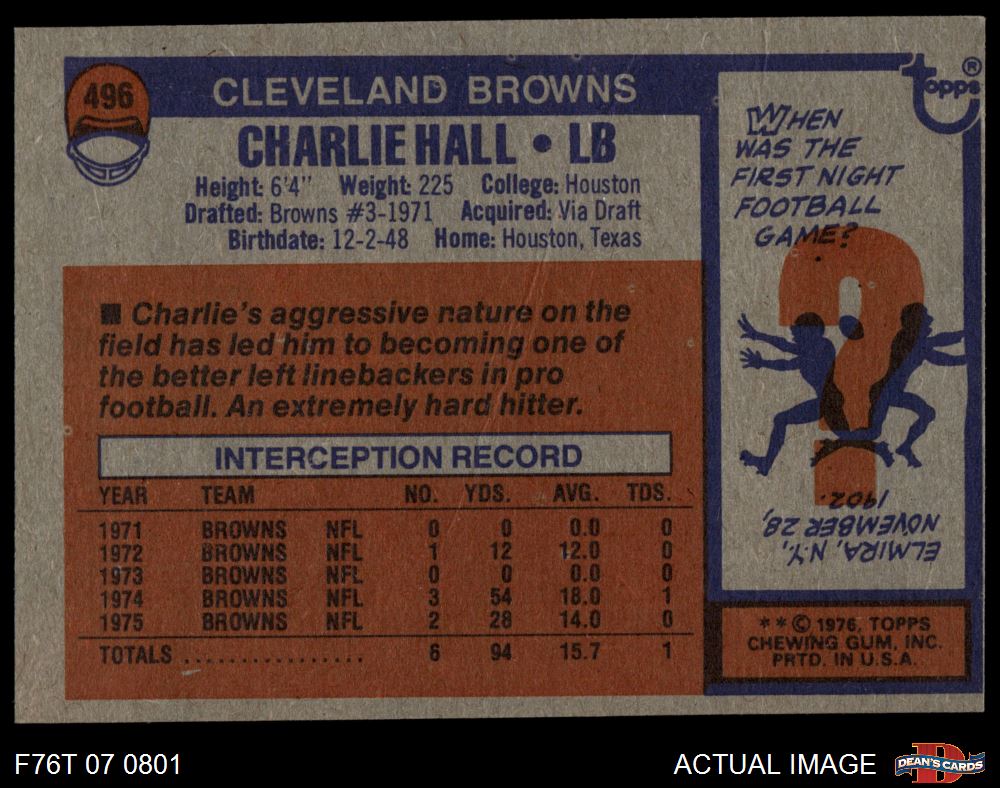 496
CLEVELAND BROWNS
CHARLIE HALL • LB
Height: 6'4" Weight: 225 College: Houston
Drafted: Browns #3-1971 Acquired: Via Draft
Birthdate: 12-2-48 Home: Houston, Texas
■ Charlie's aggressive nature on the
field has led him to becoming one of
the better left linebackers in pro
football. An extremely hard hitter.
INTERCEPTION RECORD
YEAR TEAM NO. YDS. AVG. TDS.
1971 BROWNS NFL 0 0 0.0 0
1972 BROWNS NFL 1 12 12.0 0
1973 BROWNS NFL 0 0 0.0 0
1974 BROWNS NFL 3 54 18.0 1
1975 BROWNS NFL 2 28 14.0 0
TOTALS ................. 6 94 15.7 1
topps®
WHEN
WAS THE
FIRST NIGHT
FOOTBALL
GAME?
ELMIRA, N.Y.,
NOVEMBER 28,
1902.
**© 1976, TOPPS
CHEWING GUM, INC.
PRTD. IN U.S.A.
F76T 07 0801
ACTUAL IMAGE
D
DEAN'S CARDS